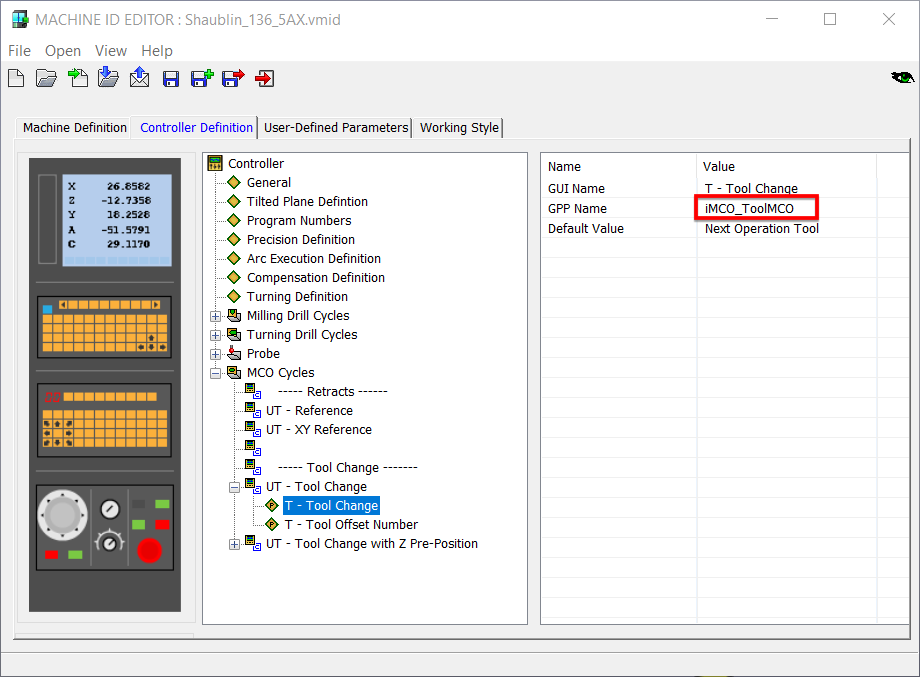 MACHINE ID EDITOR : Shaublin_136_5AX.vmid
File Open View Help
Machine Definition Controller Definition User-Defined Parameters Working Style
X 26.8582
Z -12.7358
Y 18.2528
A -51.5791
C 29.1170
Controller
General
Tilted Plane Definition
Program Numbers
Precision Definition
Arc Execution Definition
Compensation Definition
Turning Definition
Milling Drill Cycles
Turning Drill Cycles
Probe
MCO Cycles
----- Retracts ------
UT - Reference
UT - XY Reference
----- Tool Change -------
UT - Tool Change
T - Tool Change
T - Tool Offset Number
UT - Tool Change with Z Pre-Position
Name Value
GUI Name T - Tool Change
GPP Name iMCO_ToolMCO
Default Value Next Operation Tool